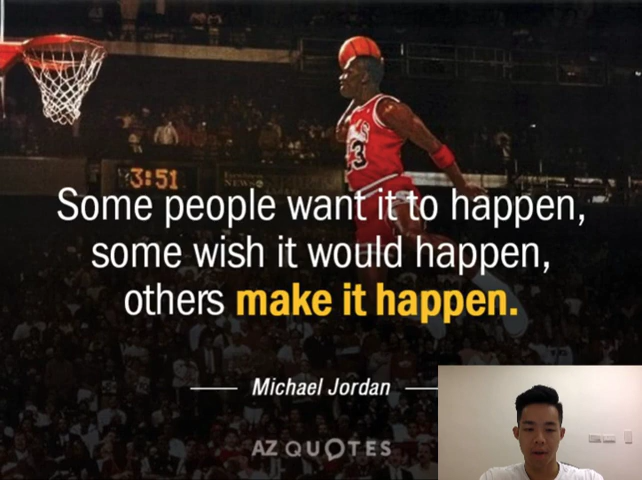 3:51
NEWS
Some people want it to happen,
some wish it would happen,
others make it happen.
Michael Jordan
AZ QUOTES